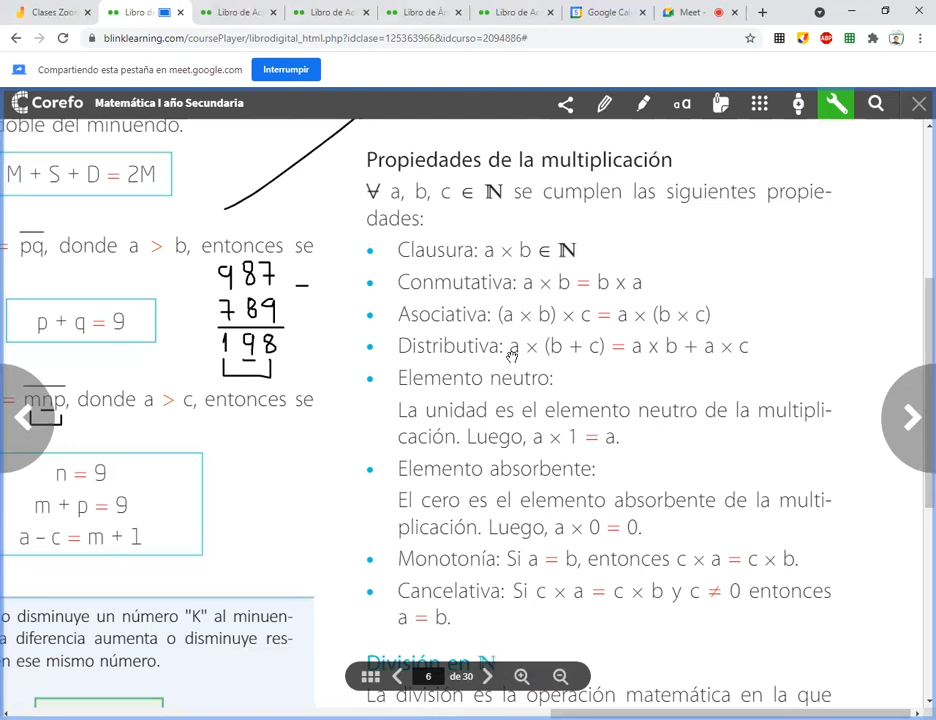 Clases Zoom
Libro d
Libro de Ac
Libro de Ac
Libro de Ár
Libro de Ac
Google Cal
Meet -
blinklearning.com/coursePlayer/librodigital_html.php?idclase=125363966&idcurso=2094886#
Compartiendo esta pestaña en meet.google.com
Interrumpir
Corefo
Matemática I año Secundaria
aa
doble del minuendo.
M + S + D = 2M
= pq, donde a > b, entonces se
p + q = 9
987 -
789
198
= mnp, donde a > c, entonces se
n = 9
m + p = 9
a – c = m + 1
o disminuye un número "K" al minuen-
a diferencia aumenta o disminuye res-
n ese mismo número.
Propiedades de la multiplicación
∀ a, b, c ∈ ℕ se cumplen las siguientes propie-
dades:
• Clausura: a × b ∈ ℕ
• Conmutativa: a × b = b x a
• Asociativa: (a × b) × c = a × (b × c)
• Distributiva: a × (b + c) = a x b + a × c
• Elemento neutro:
La unidad es el elemento neutro de la multipli-
cación. Luego, a × 1 = a.
• Elemento absorbente:
El cero es el elemento absorbente de la multi-
plicación. Luego, a × 0 = 0.
• Monotonía: Si a = b, entonces c × a = c × b.
• Cancelativa: Si c × a = c × b y c ≠ 0 entonces
a = b.
División en ℕ
La división es la operación matemática en la que
6 de 30